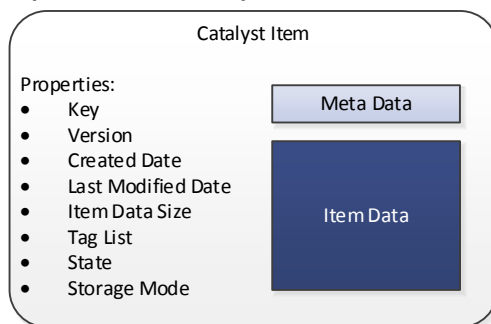 Catalyst Item
Properties:
• Key
• Version
• Created Date
• Last Modified Date
• Item Data Size
• Tag List
• State
• Storage Mode
Meta Data
Item Data